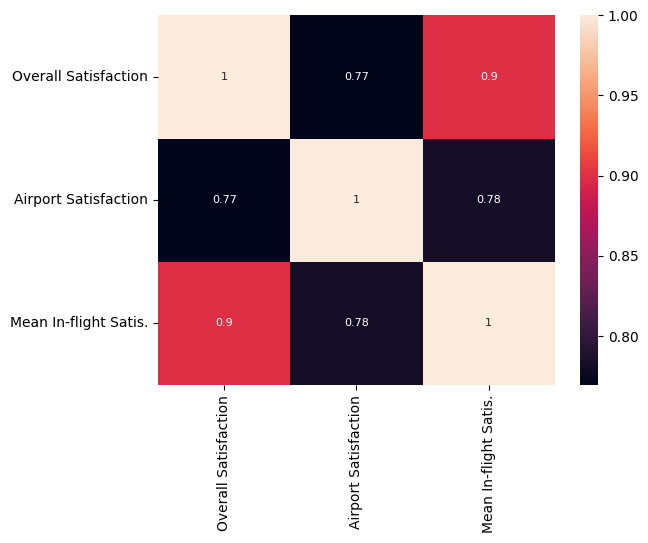 Overall Satisfaction
1
0.77
0.9
Airport Satisfaction
0.77
1
0.78
Mean In-flight Satis.
0.9
0.78
1
Overall Satisfaction
Airport Satisfaction
Mean In-flight Satis.
1.00
0.95
0.90
0.85
0.80